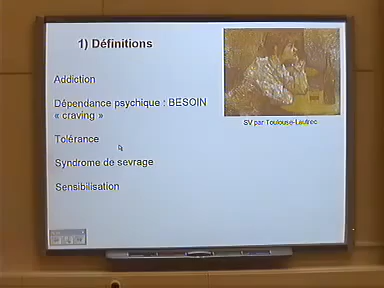 1) Définitions
Addiction
Dépendance psychique : BESOIN
« craving »
Tolérance
Syndrome de sevrage
Sensibilisation
SV par Toulouse-Lautrec